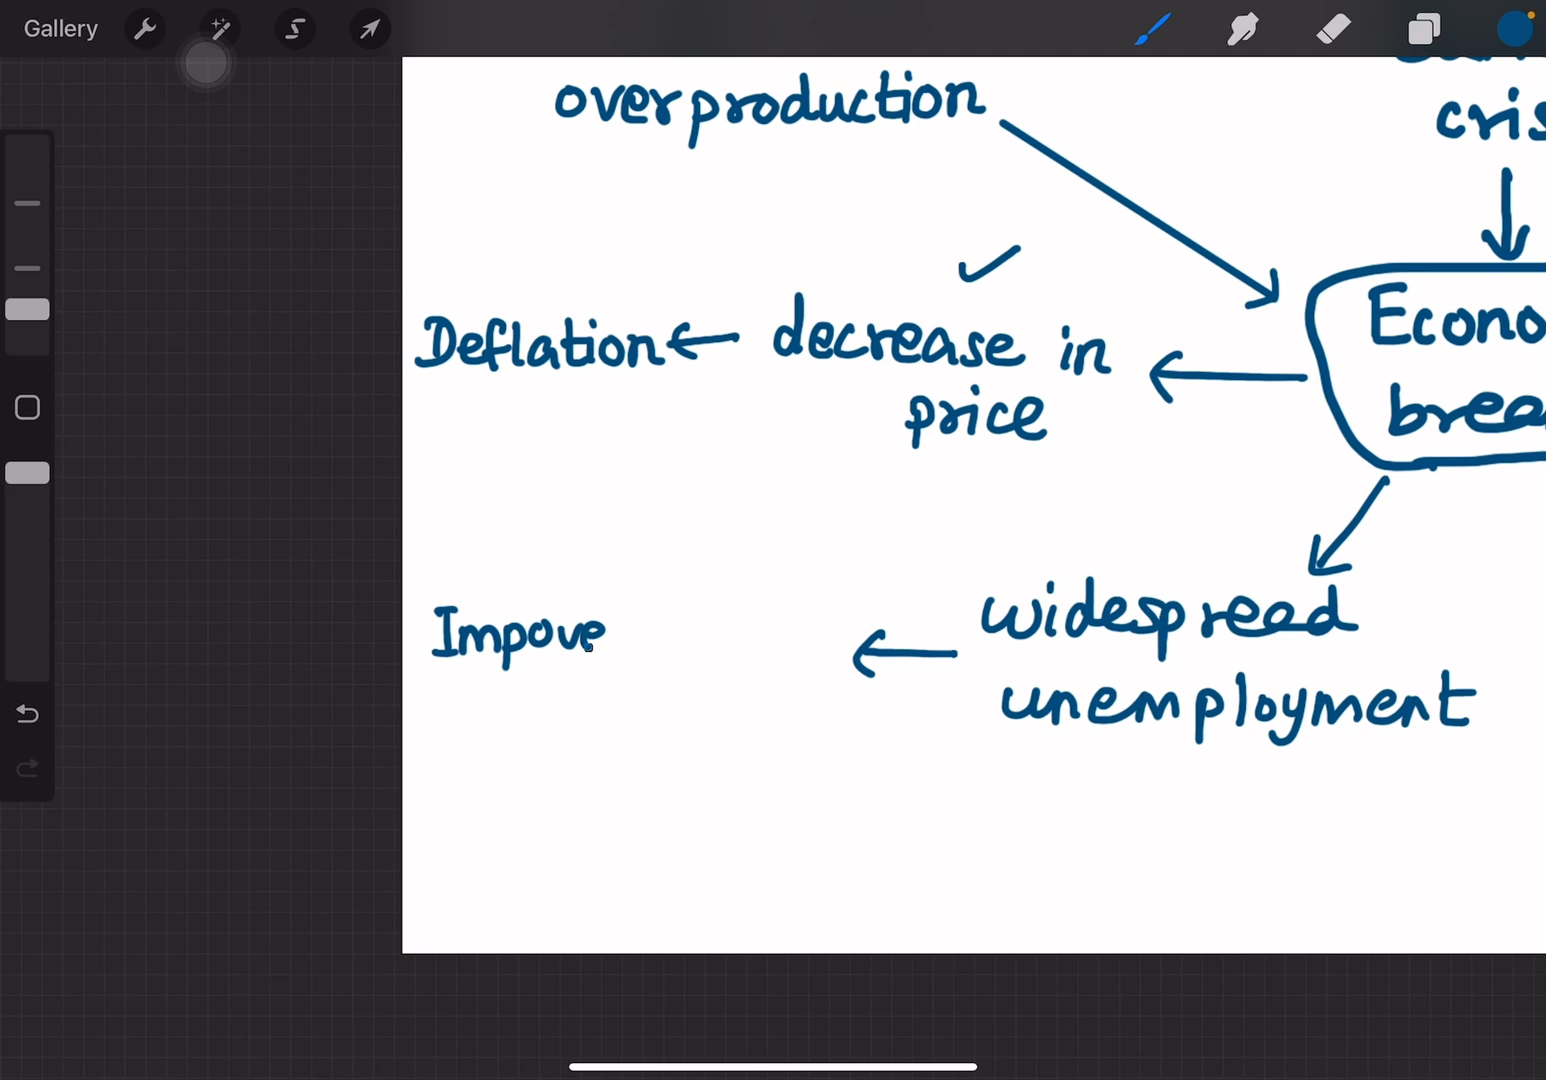 Gallery
overproduction
cris
Deflation ← decrease in
price
Econo
brea
Impove
← widespread
unemployment